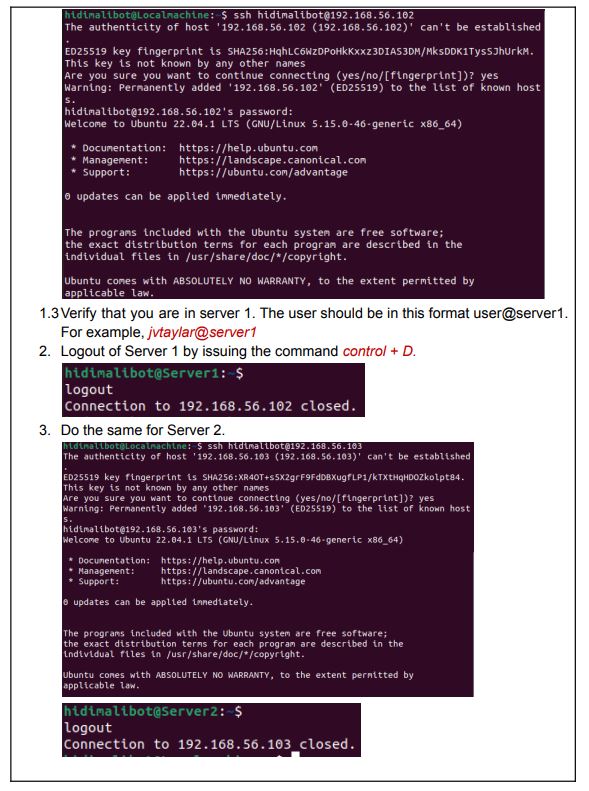 hidimalibot@Localmachine:~$ ssh hidimalibot@192.168.56.102
The authenticity of host '192.168.56.102 (192.168.56.102)' can't be established
.
ED25519 key fingerprint is SHA256:HqhLC6WzDPoHkKxxz3DIAS3DM/MksDDK1TysSJhUrkM.
This key is not known by any other names
Are you sure you want to continue connecting (yes/no/[fingerprint])? yes
Warning: Permanently added '192.168.56.102' (ED25519) to the list of known host
s.
hidimalibot@192.168.56.102's password:
Welcome to Ubuntu 22.04.1 LTS (GNU/Linux 5.15.0-46-generic x86_64)
* Documentation: https://help.ubuntu.com
* Management: https://landscape.canonical.com
* Support: https://ubuntu.com/advantage
0 updates can be applied immediately.
The programs included with the Ubuntu system are free software;
the exact distribution terms for each program are described in the
individual files in /usr/share/doc/*/copyright.
Ubuntu comes with ABSOLUTELY NO WARRANTY, to the extent permitted by
applicable law.
1.3 Verify that you are in server 1. The user should be in this format user@server1.
For example, jvtaylar@server1
2. Logout of Server 1 by issuing the command control + D.
hidimalibot@Server1:~$
logout
Connection to 192.168.56.102 closed.
3. Do the same for Server 2.
hidimalibot@Localmachine:~$ ssh hidimalibot@192.168.56.103
The authenticity of host '192.168.56.103 (192.168.56.103)' can't be established
.
ED25519 key fingerprint is SHA256:XR4OT+s5X2grF9FdDBXugfLP1/kTXtHqHDOZkolpt84.
This key is not known by any other names
Are you sure you want to continue connecting (yes/no/[fingerprint])? yes
Warning: Permanently added '192.168.56.103' (ED25519) to the list of known host
s.
hidimalibot@192.168.56.103's password:
Welcome to Ubuntu 22.04.1 LTS (GNU/Linux 5.15.0-46-generic x86_64)
* Documentation: https://help.ubuntu.com
* Management: https://landscape.canonical.com
* Support: https://ubuntu.com/advantage
0 updates can be applied immediately.
The programs included with the Ubuntu system are free software;
the exact distribution terms for each program are described in the
individual files in /usr/share/doc/*/copyright.
Ubuntu comes with ABSOLUTELY NO WARRANTY, to the extent permitted by
applicable law.
hidimalibot@Server2:~$
logout
Connection to 192.168.56.103 closed.